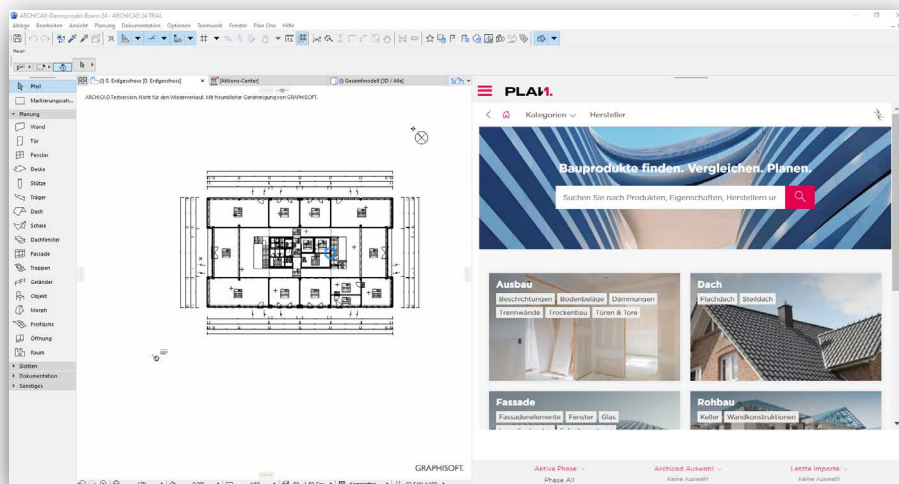 ARCHICAD-Demoprojekt-Buero-24 - ARCHICAD 24 TRIAL
Ablage Bearbeiten Ansicht Planung Dokumentation Optionen Teamwork Fenster Plan One Hilfe
Haupt
0. Erdgeschoss [0. Erdgeschoss]
[Aktions-Center]
(!) Gesamtmodell [3D / Alle]
Pfeil
Markierungsrah...
Planung
Wand
Tür
Fenster
Decke
Stütze
Träger
Dach
Schale
Dachfenster
Fassade
Treppen
Geländer
Objekt
Morph
Freifläche
Öffnung
Raum
Sichten
Dokumentation
Sonstiges
ARCHICAD Testversion. Nicht für den Wiederverkauf. Mit freundlicher Genehmigung von GRAPHISOFT.
GRAPHISOFT.
PLAN1.
Kategorien
Hersteller
Bauprodukte finden. Vergleichen. Planen.
Suchen Sie nach Produkten, Eigenschaften, Herstellern ur
Ausbau
Beschichtungen Bodenbeläge Dämmungen
Trennwände Trockenbau Türen & Tore
Dach
Flachdach Steildach
Fassade
Fassadenelemente Fenster Glas
Rohbau
Keller Wandkonstruktionen
Aktive Phase:
Phase All
Archicad Auswahl:
Keine Auswahl
Letzte Importe:
Keine Auswahl